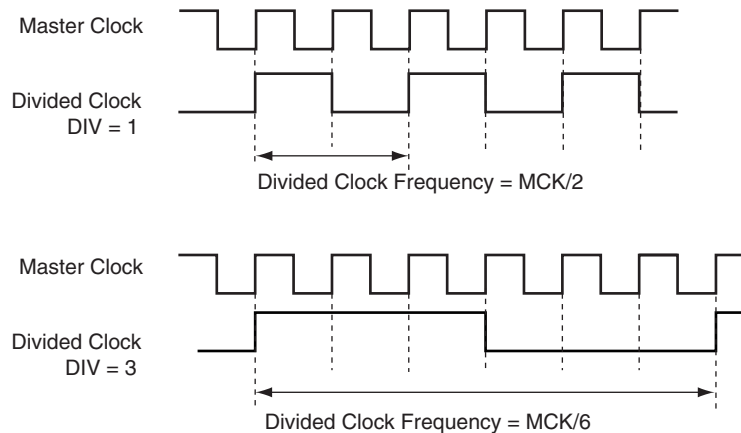 Master Clock
Divided Clock
DIV = 1
Divided Clock Frequency = MCK/2
Master Clock
Divided Clock
DIV = 3
Divided Clock Frequency = MCK/6